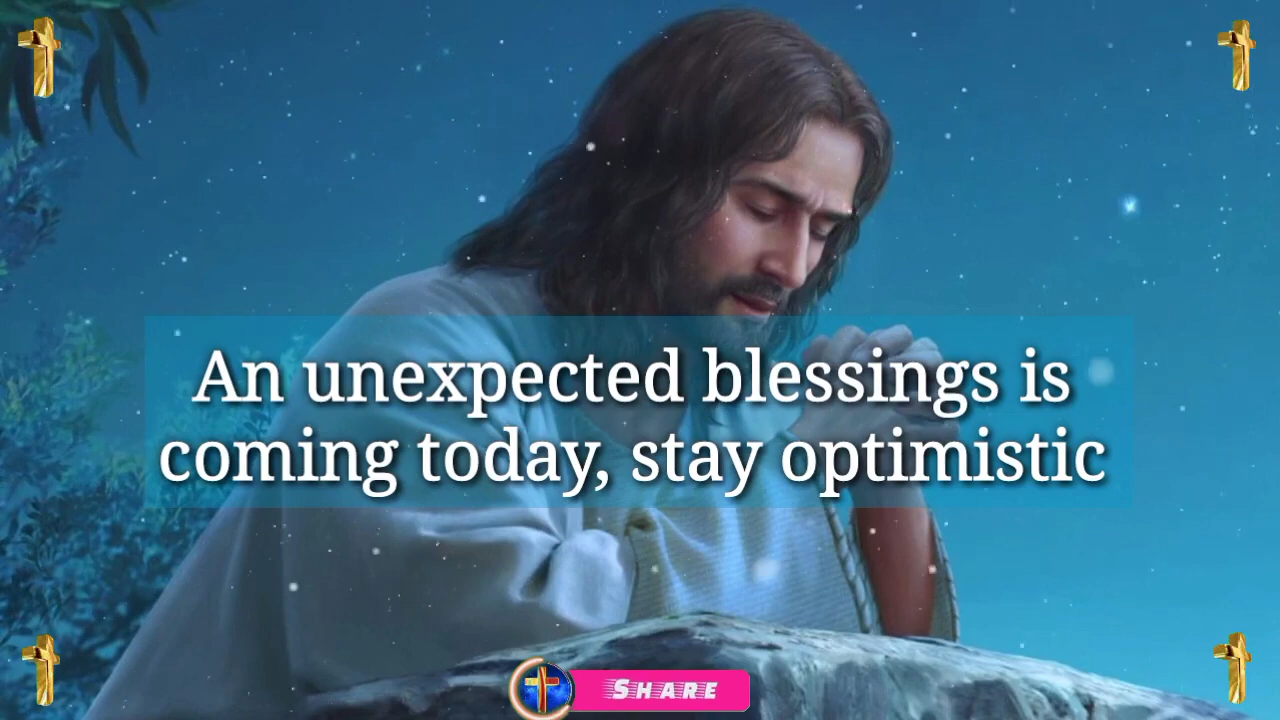 An unexpected blessings is
coming today, stay optimistic
SHARE